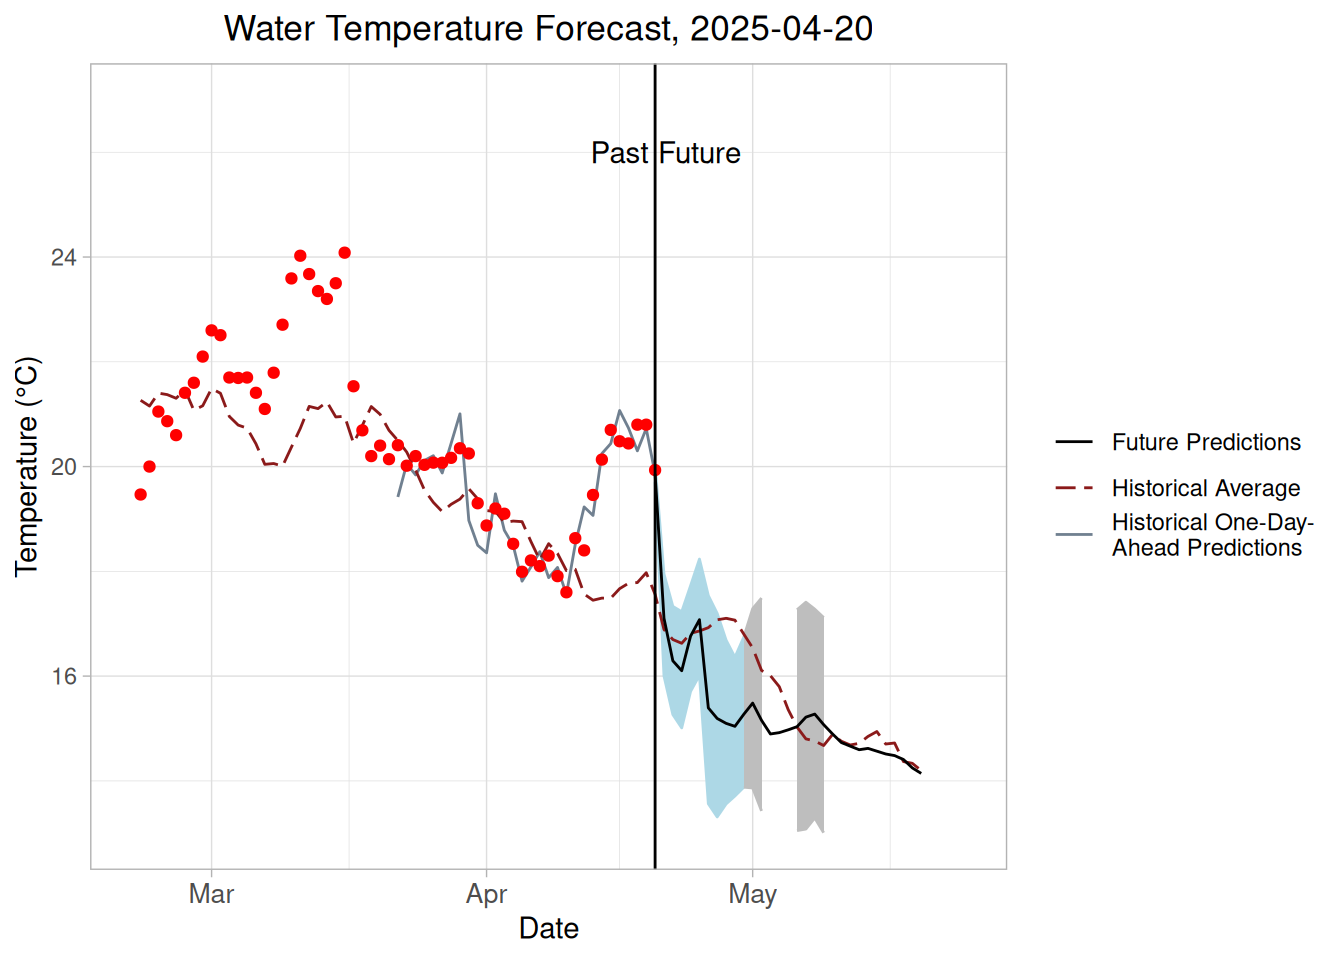 Water Temperature Forecast, 2025-04-20
Past Future
24
20
16
Temperature (°C)
Mar Apr May
Date
Future Predictions
Historical Average
Historical One-Day-
Ahead Predictions